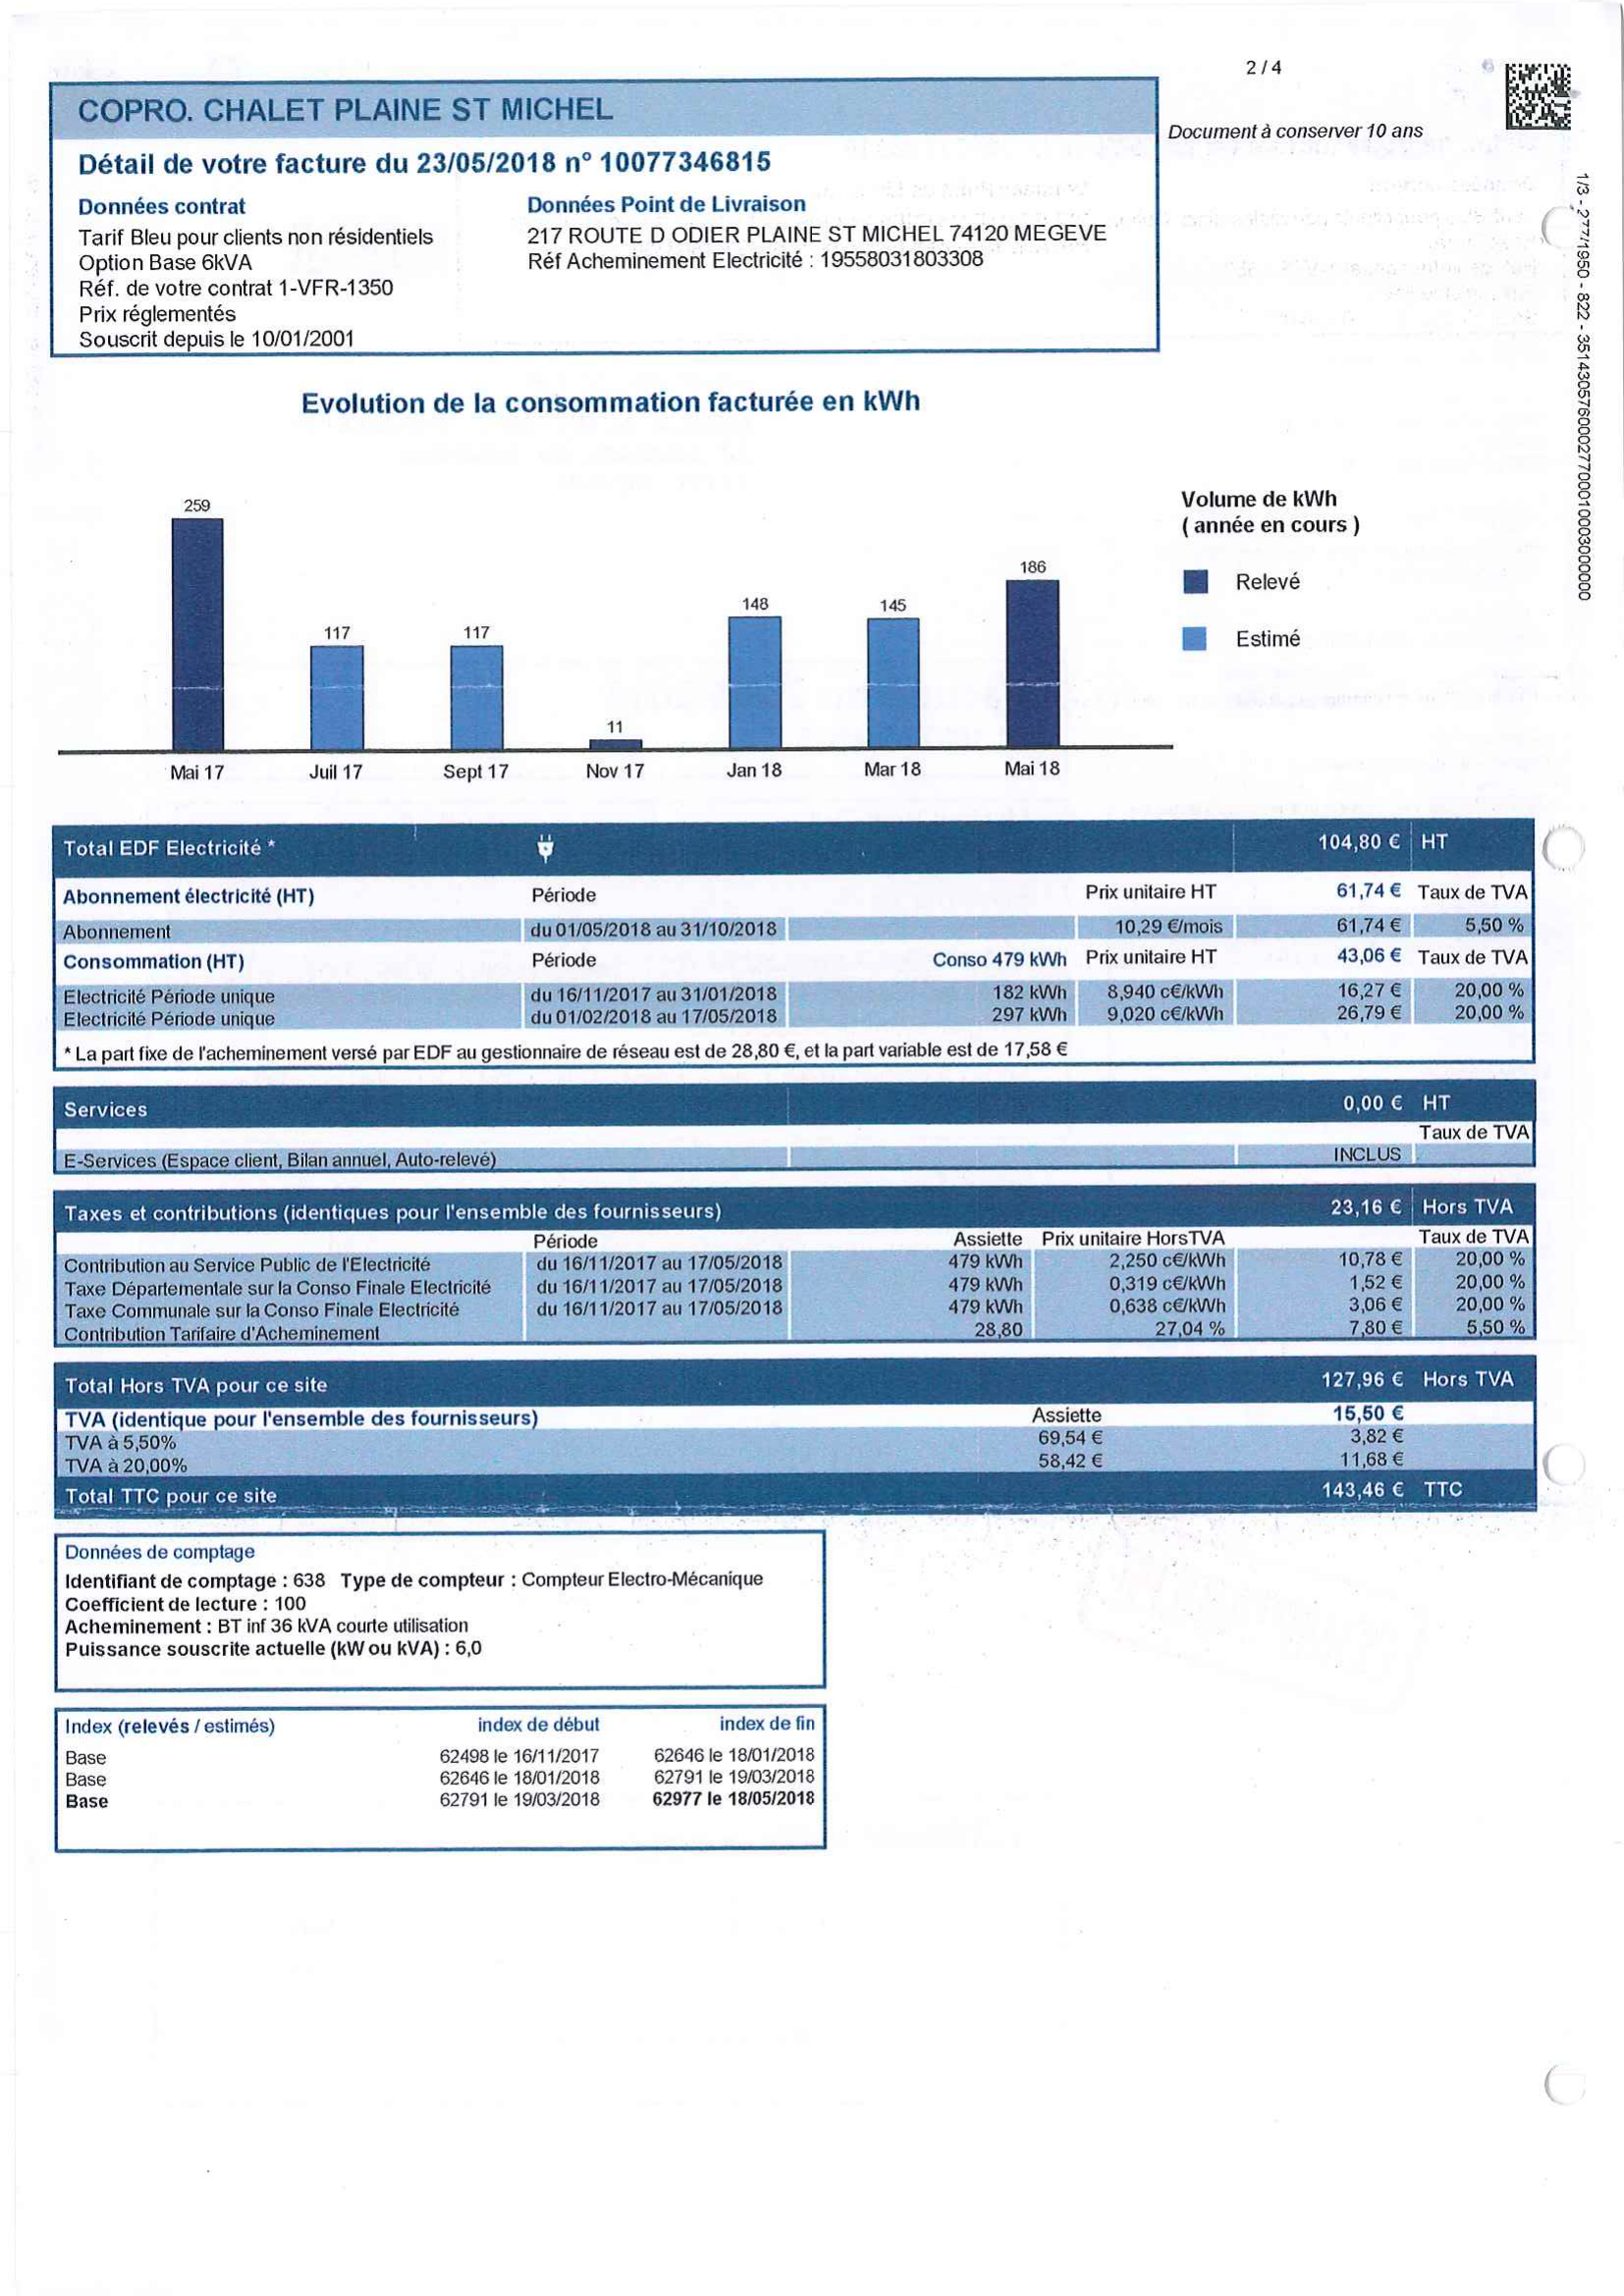 2 / 4
COPRO. CHALET PLAINE ST MICHEL
Document à conserver 10 ans
Détail de votre facture du 23/05/2018 n° 10077346815
Données contrat
Tarif Bleu pour clients non résidentiels
Option Base 6kVA
Réf. de votre contrat 1-VFR-1350
Prix réglementés
Souscrit depuis le 10/01/2001
Données Point de Livraison
217 ROUTE D ODIER PLAINE ST MICHEL 74120 MEGEVE
Réf Acheminement Electricité : 19558031803308
1/3 - 277/1950 - 822 - 35143057600027700010003000000
Evolution de la consommation facturée en kWh
259 117 117 11 148 145 186
Mai 17 Juil 17 Sept 17 Nov 17 Jan 18 Mar 18 Mai 18
Volume de kWh
( année en cours )
Relevé
Estimé
Total EDF Electricité * 104,80 € HT
Abonnement électricité (HT) Période Prix unitaire HT 61,74 € Taux de TVA
Abonnement du 01/05/2018 au 31/10/2018 10,29 €/mois 61,74 € 5,50 %
Consommation (HT) Période Conso 479 kWh Prix unitaire HT 43,06 € Taux de TVA
Electricité Période unique du 16/11/2017 au 31/01/2018 182 kWh 8,940 c€/kWh 16,27 € 20,00 %
Electricité Période unique du 01/02/2018 au 17/05/2018 297 kWh 9,020 c€/kWh 26,79 € 20,00 %
* La part fixe de l'acheminement versé par EDF au gestionnaire de réseau est de 28,80 €, et la part variable est de 17,58 €
Services 0,00 € HT
Taux de TVA
E-Services (Espace client, Bilan annuel, Auto-relevé) INCLUS
Taxes et contributions (identiques pour l'ensemble des fournisseurs) 23,16 € Hors TVA
Période Assiette Prix unitaire HorsTVA Taux de TVA
Contribution au Service Public de l'Electricité du 16/11/2017 au 17/05/2018 479 kWh 2,250 c€/kWh 10,78 € 20,00 %
Taxe Départementale sur la Conso Finale Electricité du 16/11/2017 au 17/05/2018 479 kWh 0,319 c€/kWh 1,52 € 20,00 %
Taxe Communale sur la Conso Finale Electricité du 16/11/2017 au 17/05/2018 479 kWh 0,638 c€/kWh 3,06 € 20,00 %
Contribution Tarifaire d'Acheminement 28,80 27,04 % 7,80 € 5,50 %
Total Hors TVA pour ce site 127,96 € Hors TVA
TVA (identique pour l'ensemble des fournisseurs) Assiette 15,50 €
TVA à 5,50% 69,54 € 3,82 €
TVA à 20,00% 58,42 € 11,68 €
Total TTC pour ce site 143,46 € TTC
Données de comptage
Identifiant de comptage : 638 Type de compteur : Compteur Electro-Mécanique
Coefficient de lecture : 100
Acheminement : BT inf 36 kVA courte utilisation
Puissance souscrite actuelle (kW ou kVA) : 6,0
Index (relevés / estimés) index de début index de fin
Base 62498 le 16/11/2017 62646 le 18/01/2018
Base 62646 le 18/01/2018 62791 le 19/03/2018
Base 62791 le 19/03/2018 62977 le 18/05/2018